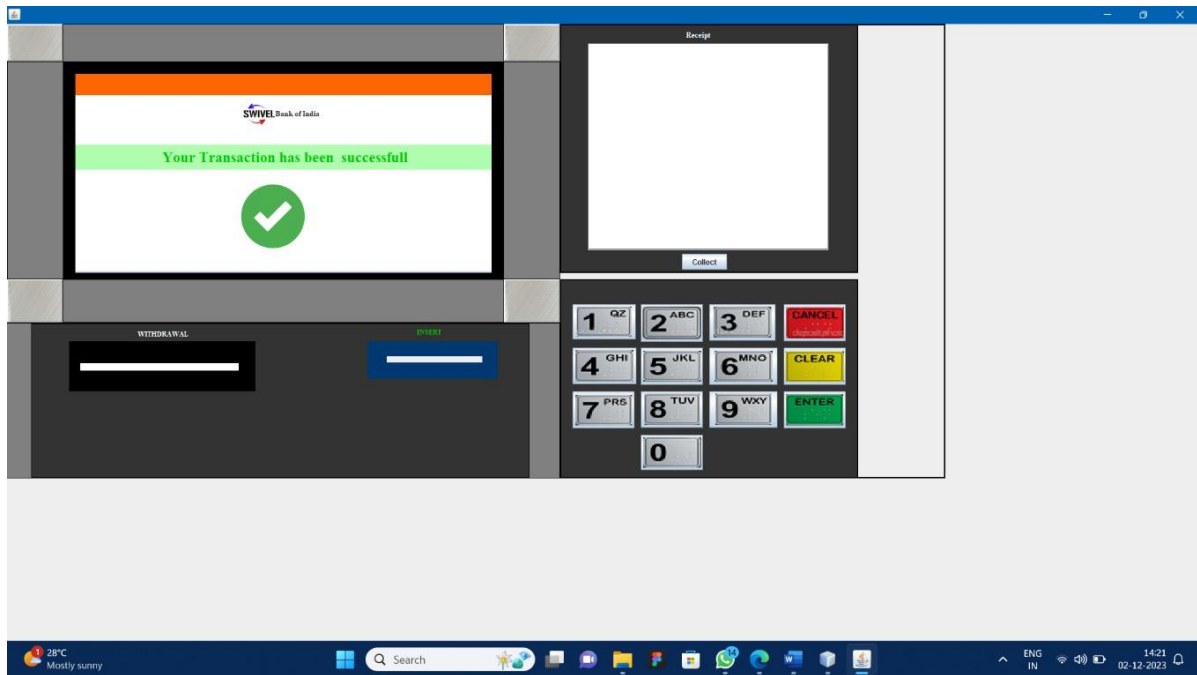 Receipt
SWIVEL Bank of India
Your Transaction has been successfull
Collect
WITHDRAWAL
INSERT
1 QZ
2 ABC
3 DEF
CANCEL
4 GHI
5 JKL
6 MNO
CLEAR
7 PRS
8 TUV
9 WXY
ENTER
0
1
28°C
Mostly sunny
Search
14
ENG
IN
14:21
02-12-2023